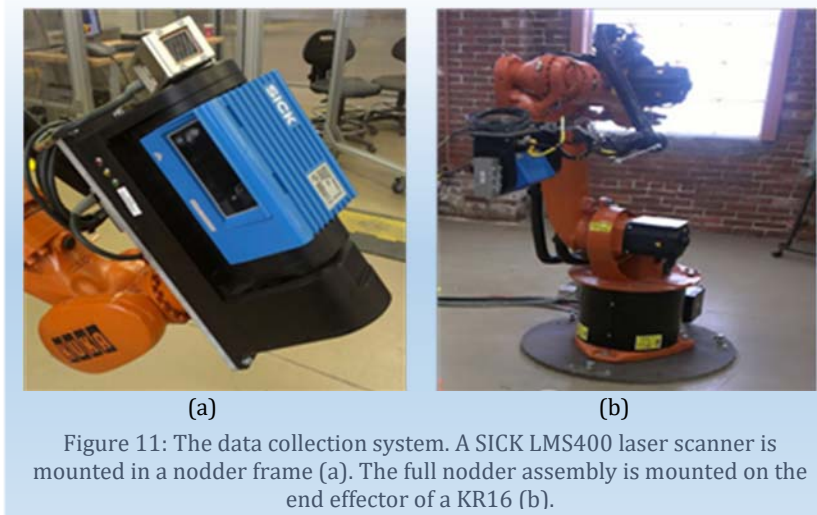 SICK
KUKA
(a)
(b)
Figure 11: The data collection system. A SICK LMS400 laser scanner is
mounted in a nodder frame (a). The full nodder assembly is mounted on the
end effector of a KR16 (b).